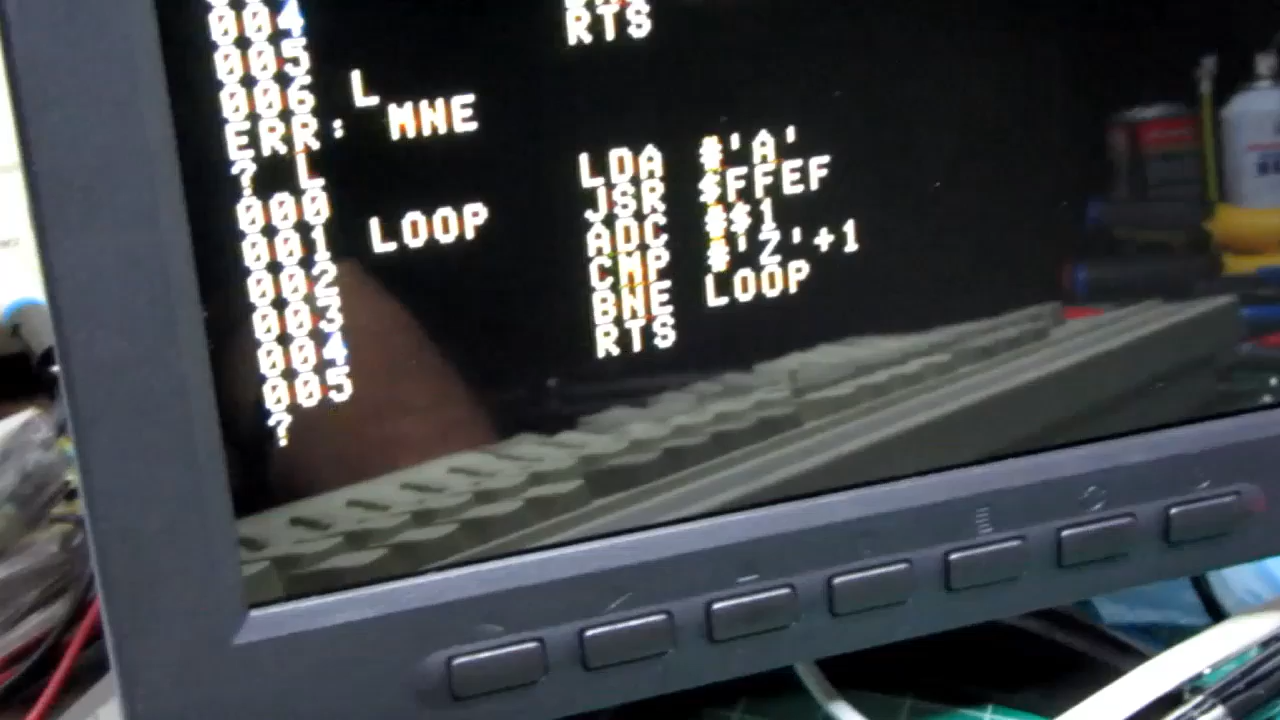 004 RTS
005
006 L
ERR: MNE
? L
000 LDA #'A'
001 LOOP JSR $FFEF
002 ADC #$1
003 CMP #'Z'+1
004 BNE LOOP
005 RTS
?